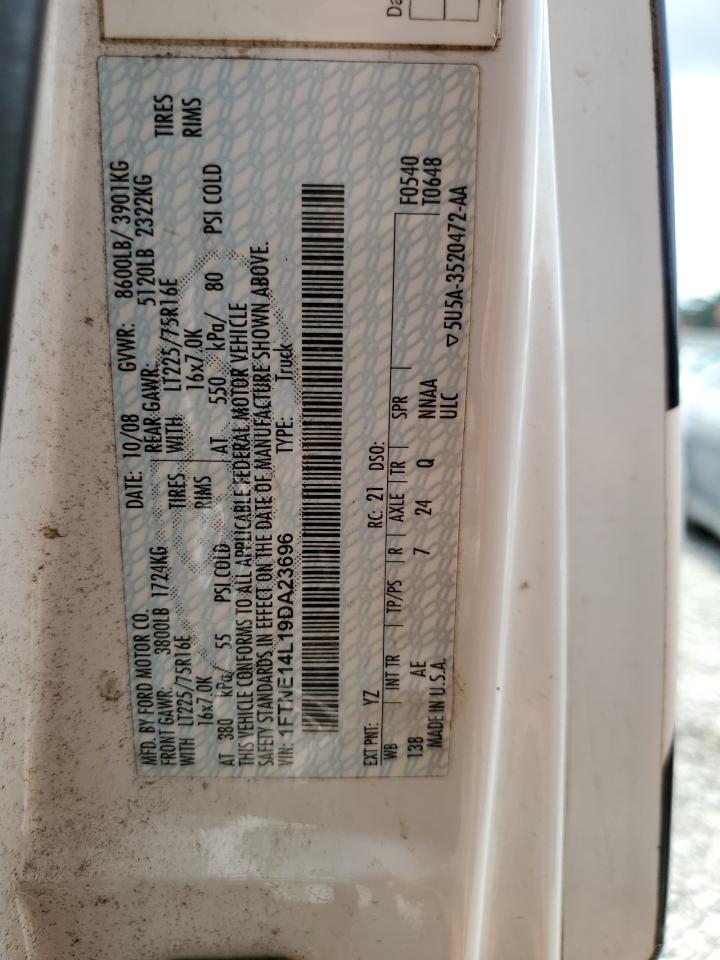 Da
MFD. BY FORD MOTOR CO. DATE: 10/08 GVWR: 8600LB/ 3901KG
FRONT GAWR: 3800LB 1724KG REAR GAWR: 5120LB 2322KG
WITH LT225/75R16E TIRES WITH LT225/75R16E TIRES
16x7.0K RIMS 16x7.0K RIMS
AT 380 kPa/ 55 PSI COLD AT 550 kPa/ 80 PSI COLD
THIS VEHICLE CONFORMS TO ALL APPLICABLE FEDERAL MOTOR VEHICLE
SAFETY STANDARDS IN EFFECT ON THE DATE OF MANUFACTURE SHOWN ABOVE.
VIN: 1FTNE14L19DA23696 TYPE: Truck
EXT PNT: YZ RC: 21 DSO:
WB INT TR TP/PS R AXLE TR SPR F0540
138 AE 7 24 Q NNAA T0648
MADE IN U.S.A. ULC ▽5U5A-3520472-AA